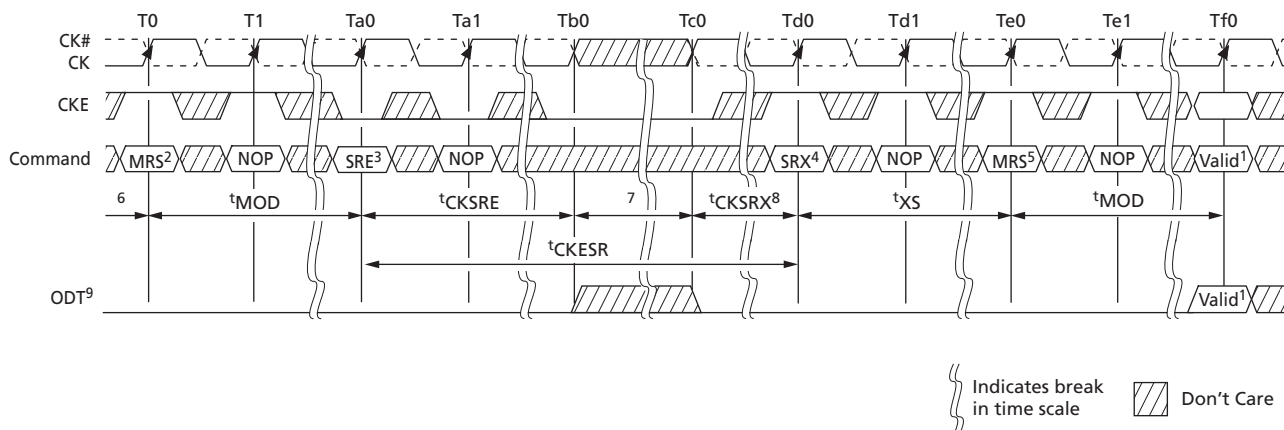 T0 T1 Ta0 Ta1 Tb0 Tc0 Td0 Td1 Te0 Te1 Tf0
CK#
CK
CKE
Command MRS² NOP SRE³ NOP SRX⁴ NOP MRS⁵ NOP Valid¹
6 ᵗMOD ᵗCKSRE 7 ᵗCKSRX⁸ ᵗXS ᵗMOD
ᵗCKESR
ODT⁹ Valid¹
Indicates break
in time scale
Don't Care